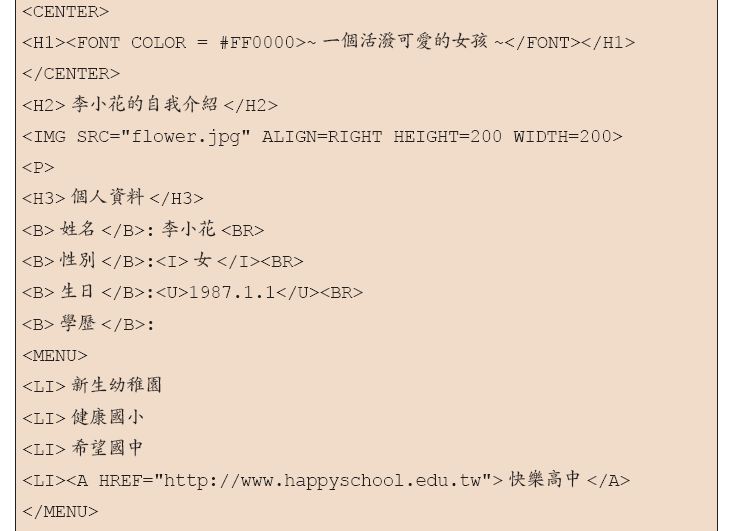 <CENTER>
<H1><FONT COLOR = #FF0000>~ 一個活潑可愛的女孩 ~</FONT></H1>
</CENTER>
<H2> 李小花的自我介紹 </H2>
<IMG SRC="flower.jpg" ALIGN=RIGHT HEIGHT=200 WIDTH=200>
<P>
<H3> 個人資料 </H3>
<B> 姓名 </B>: 李小花 <BR>
<B> 性別 </B>:<I> 女 </I><BR>
<B> 生日 </B>:<U>1987.1.1</U><BR>
<B> 學歷 </B>:
<MENU>
<LI> 新生幼稚園
<LI> 健康國小
<LI> 希望國中
<LI><A HREF="http://www.happyschool.edu.tw"> 快樂高中 </A>
</MENU>